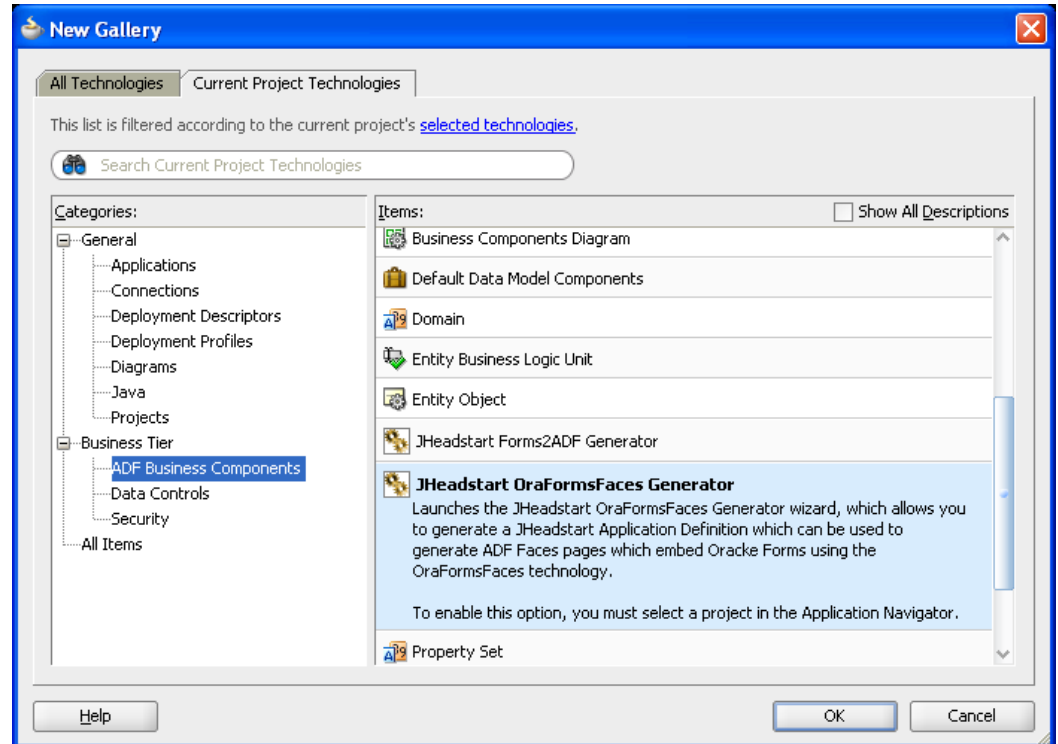 New Gallery
All Technologies
Current Project Technologies
This list is filtered according to the current project's selected technologies.
Search Current Project Technologies
Categories:
General
Applications
Connections
Deployment Descriptors
Deployment Profiles
Diagrams
Java
Projects
Business Tier
ADF Business Components
Data Controls
Security
All Items
Items:
Show All Descriptions
Business Components Diagram
Default Data Model Components
Domain
Entity Business Logic Unit
Entity Object
JHeadstart Forms2ADF Generator
JHeadstart OraFormsFaces Generator
Launches the JHeadstart OraFormsFaces Generator wizard, which allows you
to generate a JHeadstart Application Definition which can be used to
generate ADF Faces pages which embed Oracke Forms using the
OraFormsFaces technology.
To enable this option, you must select a project in the Application Navigator.
Property Set
Help
OK
Cancel